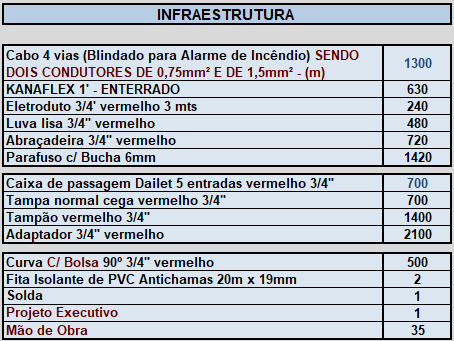 INFRAESTRUTURA
Cabo 4 vias (Blindado para Alarme de Incêndio) SENDO
DOIS CONDUTORES DE 0,75mm² E DE 1,5mm² - (m) 1300
KANAFLEX 1' - ENTERRADO 630
Eletroduto 3/4' vermelho 3 mts 240
Luva lisa 3/4" vermelho 480
Abraçadeira 3/4" vermelho 720
Parafuso c/ Bucha 6mm 1420
Caixa de passagem Dailet 5 entradas vermelho 3/4" 700
Tampa normal cega vermelho 3/4" 700
Tampão vermelho 3/4" 1400
Adaptador 3/4" vermelho 2100
Curva C/ Bolsa 90º 3/4" vermelho 500
Fita Isolante de PVC Antichamas 20m x 19mm 2
Solda 1
Projeto Executivo 1
Mão de Obra 35